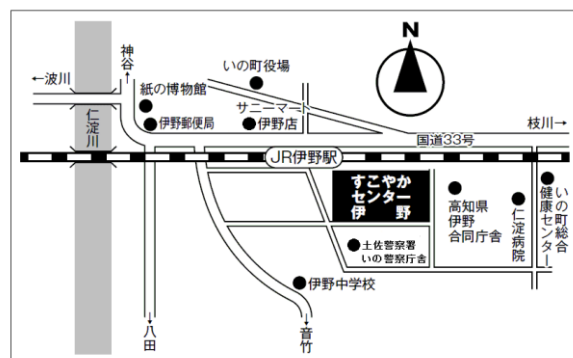 N
神谷
↑
←波川
いの町役場
紙の博物館
サニーマート
伊野店
伊野郵便局
枝川→
国道33号
仁淀川
JR伊野駅
すこやか
センター
伊野
高知県
伊野
合同庁舎
仁淀病院
いの町総合
健康センター
土佐警察署
いの警察庁舎
伊野中学校
↓
八田
↓
音竹